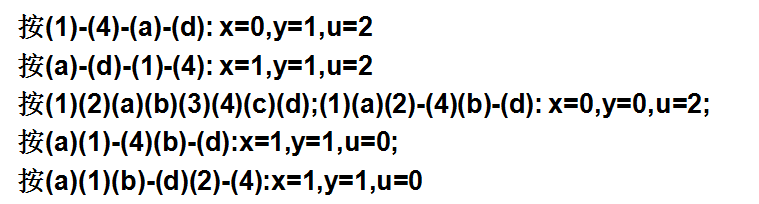 按(1)-(4)-(a)-(d): x=0,y=1,u=2
按(a)-(d)-(1)-(4): x=1,y=1,u=2
按(1)(2)(a)(b)(3)(4)(c)(d);(1)(a)(2)-(4)(b)-(d): x=0,y=0,u=2;
按(a)(1)-(4)(b)-(d):x=1,y=1,u=0;
按(a)(1)(b)-(d)(2)-(4):x=1,y=1,u=0